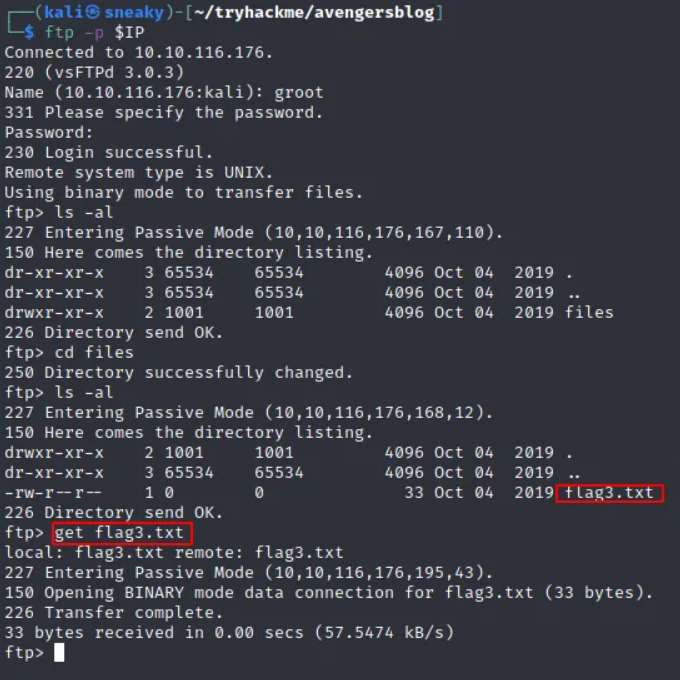 ┌──(kali㉿sneaky)-[~/tryhackme/avengersblog]
└─$ ftp -p $IP
Connected to 10.10.116.176.
220 (vsFTPd 3.0.3)
Name (10.10.116.176:kali): groot
331 Please specify the password.
Password:
230 Login successful.
Remote system type is UNIX.
Using binary mode to transfer files.
ftp> ls -al
227 Entering Passive Mode (10,10,116,176,167,110).
150 Here comes the directory listing.
dr-xr-xr-x    3 65534    65534        4096 Oct 04  2019 .
dr-xr-xr-x    3 65534    65534        4096 Oct 04  2019 ..
drwxr-xr-x    2 1001     1001         4096 Oct 04  2019 files
226 Directory send OK.
ftp> cd files
250 Directory successfully changed.
ftp> ls -al
227 Entering Passive Mode (10,10,116,176,168,12).
150 Here comes the directory listing.
drwxr-xr-x    2 1001     1001         4096 Oct 04  2019 .
dr-xr-xr-x    3 65534    65534        4096 Oct 04  2019 ..
-rw-r--r--    1 0        0              33 Oct 04  2019 flag3.txt
226 Directory send OK.
ftp> get flag3.txt
local: flag3.txt remote: flag3.txt
227 Entering Passive Mode (10,10,116,176,195,43).
150 Opening BINARY mode data connection for flag3.txt (33 bytes).
226 Transfer complete.
33 bytes received in 0.00 secs (57.5474 kB/s)
ftp>